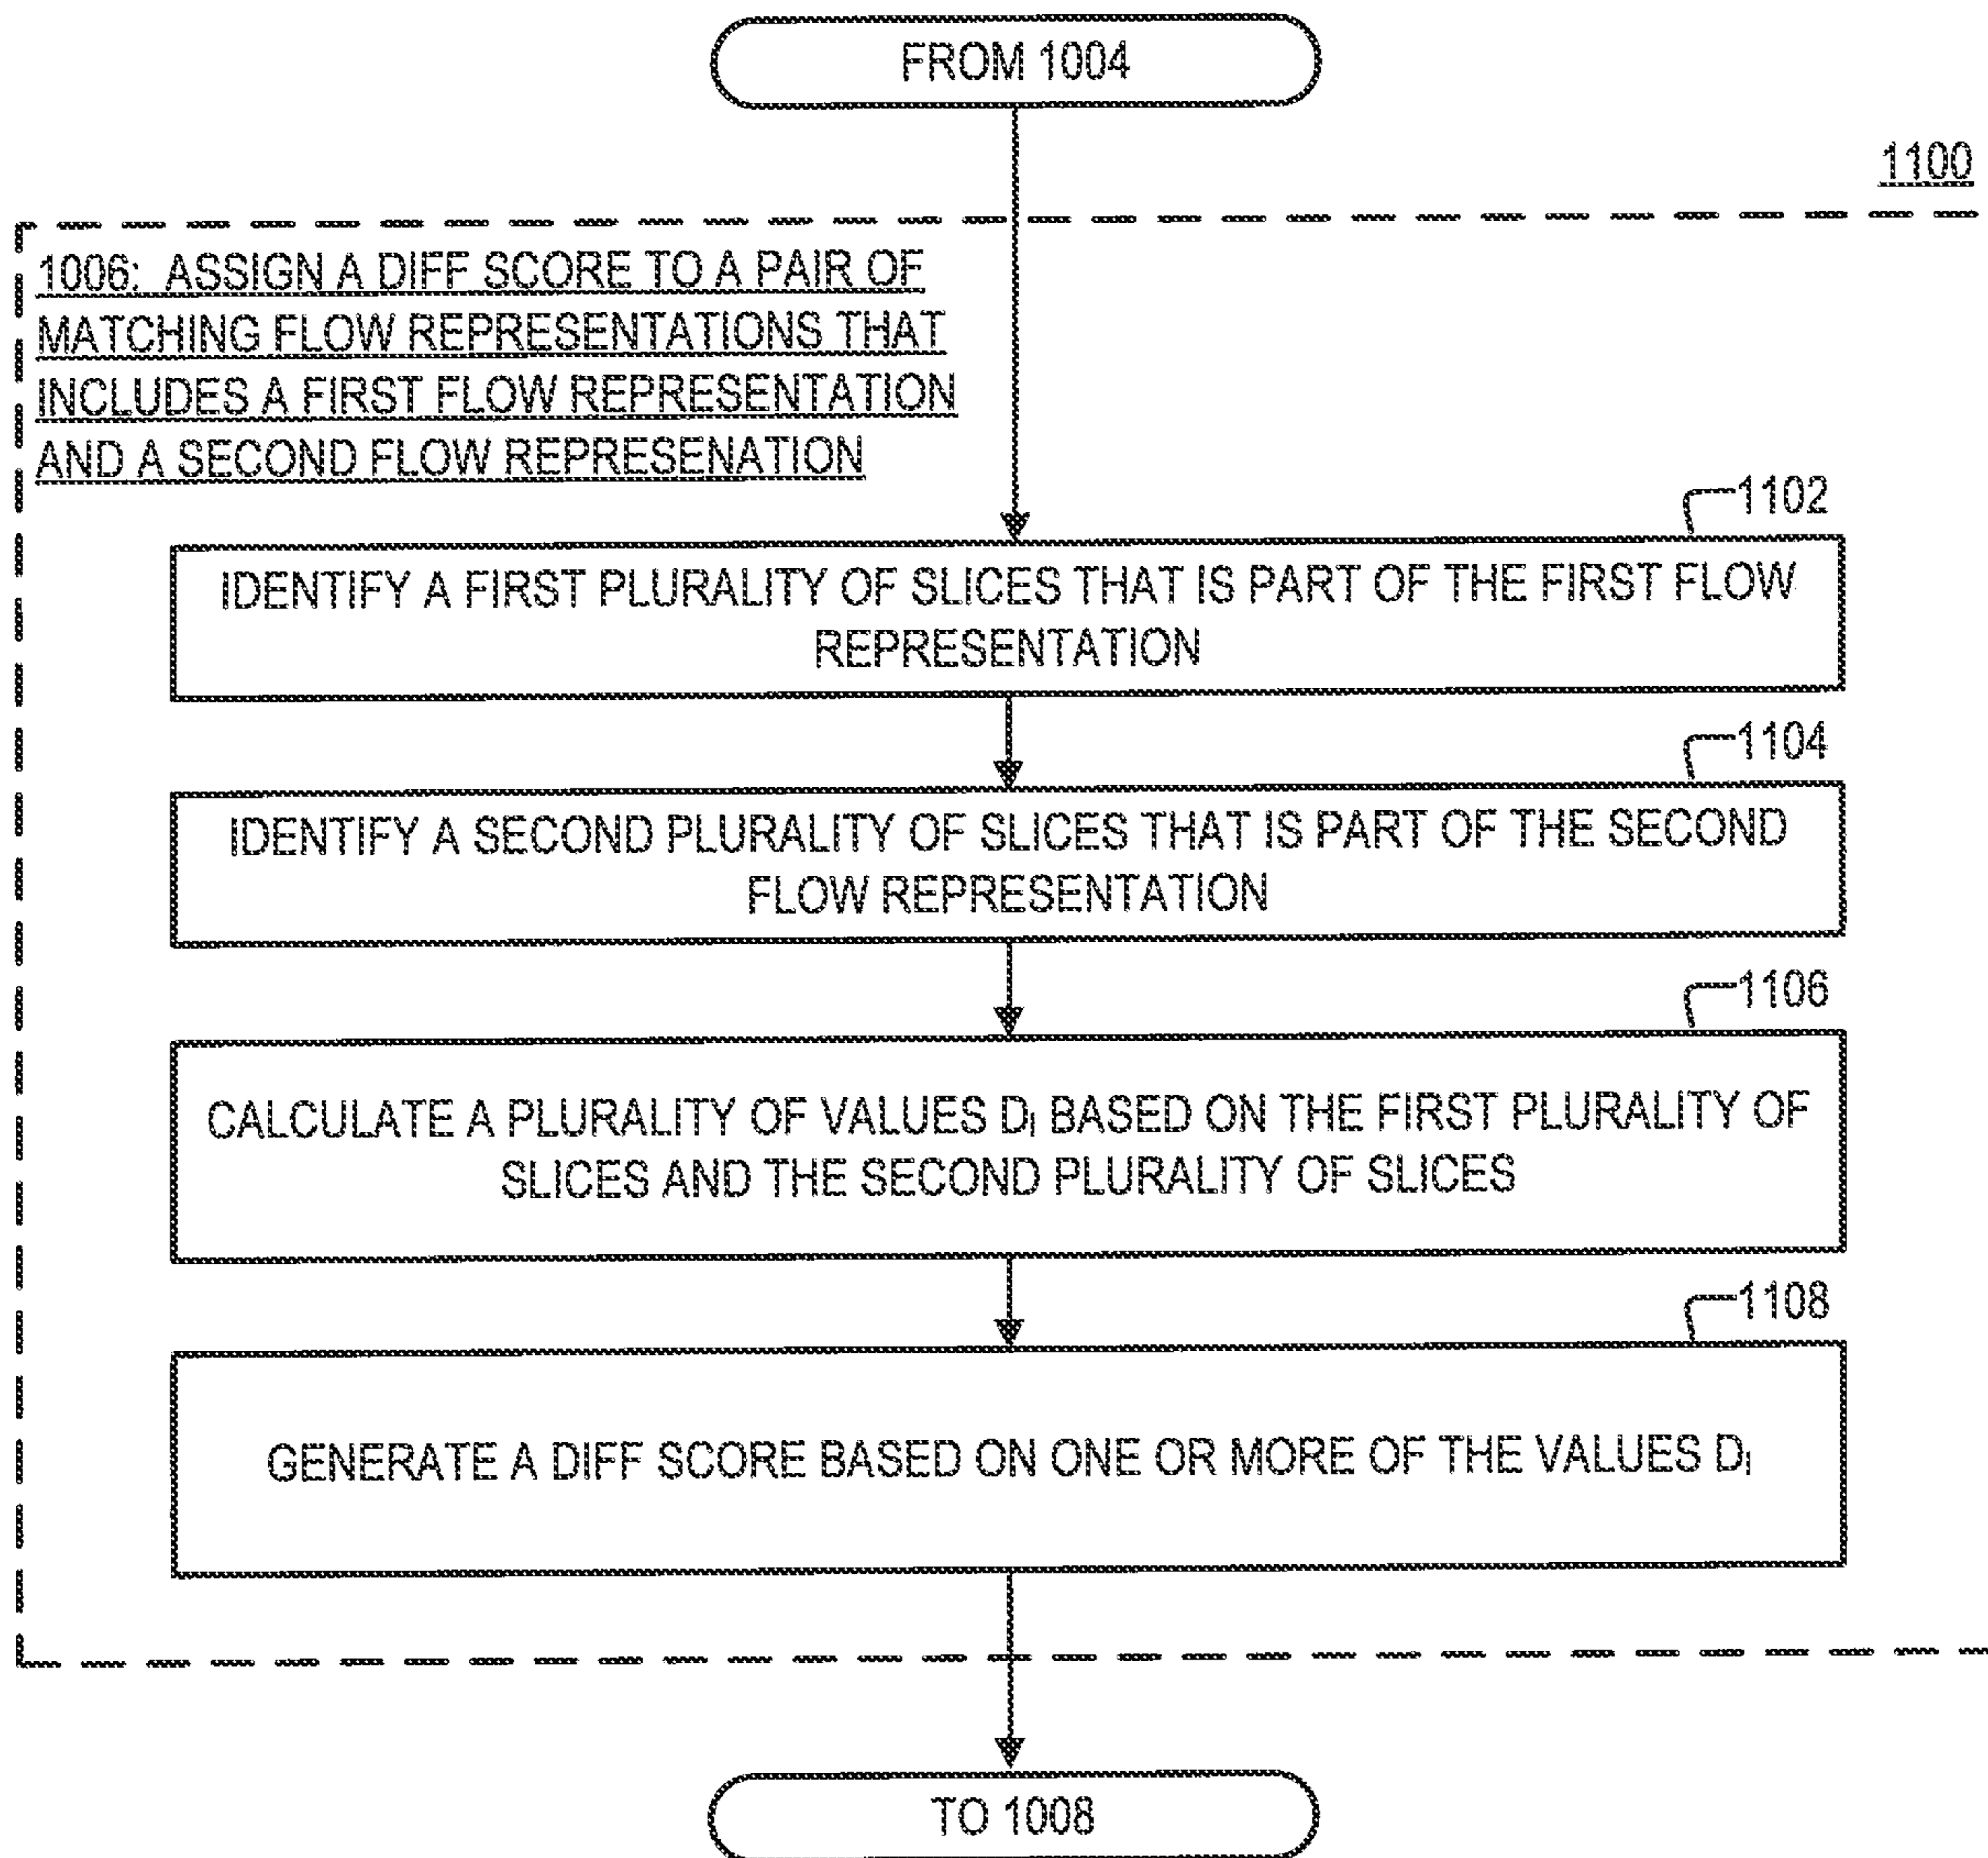 FROM 1004
1100
1006: ASSIGN A DIFF SCORE TO A PAIR OF
MATCHING FLOW REPRESENTATIONS THAT
INCLUDES A FIRST FLOW REPRESENTATION
AND A SECOND FLOW REPRESENATION
1102
IDENTIFY A FIRST PLURALITY OF SLICES THAT IS PART OF THE FIRST FLOW
REPRESENTATION
1104
IDENTIFY A SECOND PLURALITY OF SLICES THAT IS PART OF THE SECOND
FLOW REPRESENTATION
1106
CALCULATE A PLURALITY OF VALUES DI BASED ON THE FIRST PLURALITY OF
SLICES AND THE SECOND PLURALITY OF SLICES
1108
GENERATE A DIFF SCORE BASED ON ONE OR MORE OF THE VALUES DI
TO 1008